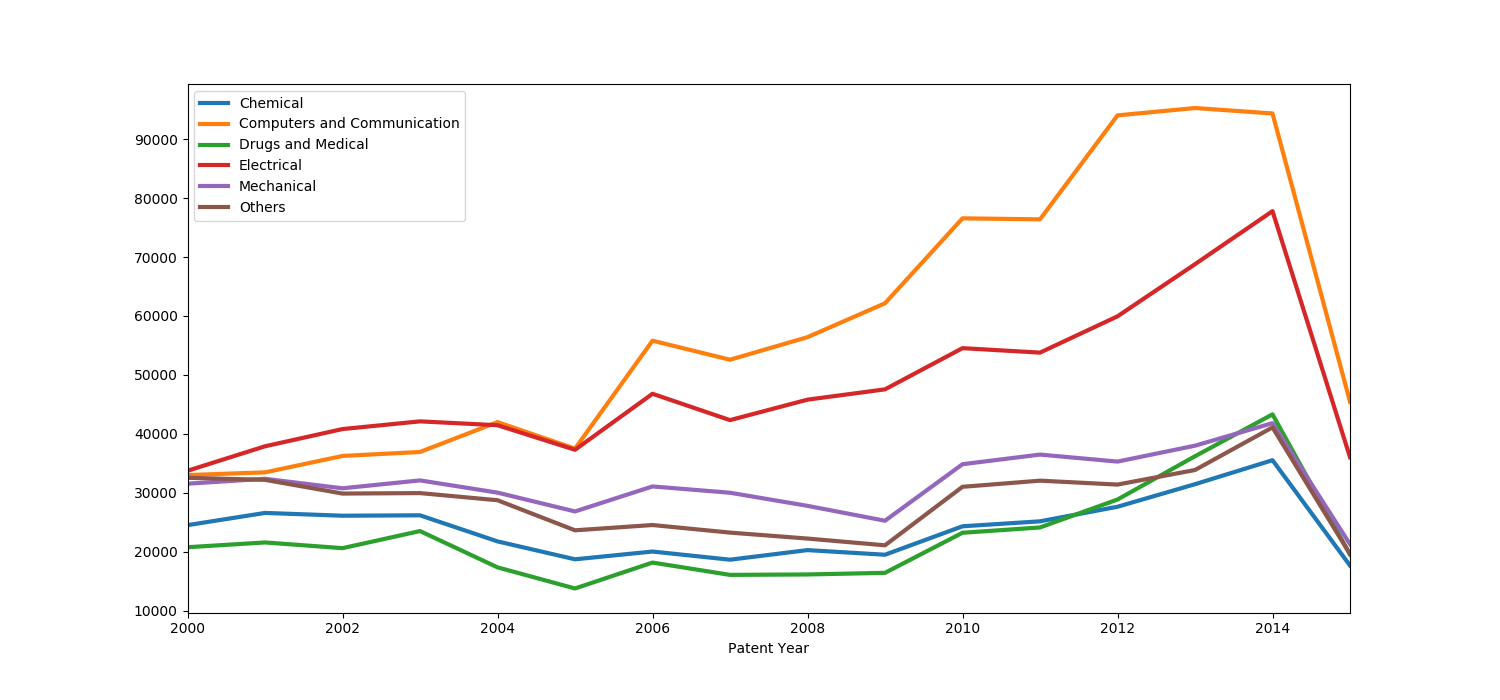 Chemical
Computers and Communication
Drugs and Medical
Electrical
Mechanical
Others
90000
80000
70000
60000
50000
40000
30000
20000
10000
2000 2002 2004 2006 2008 2010 2012 2014
Patent Year